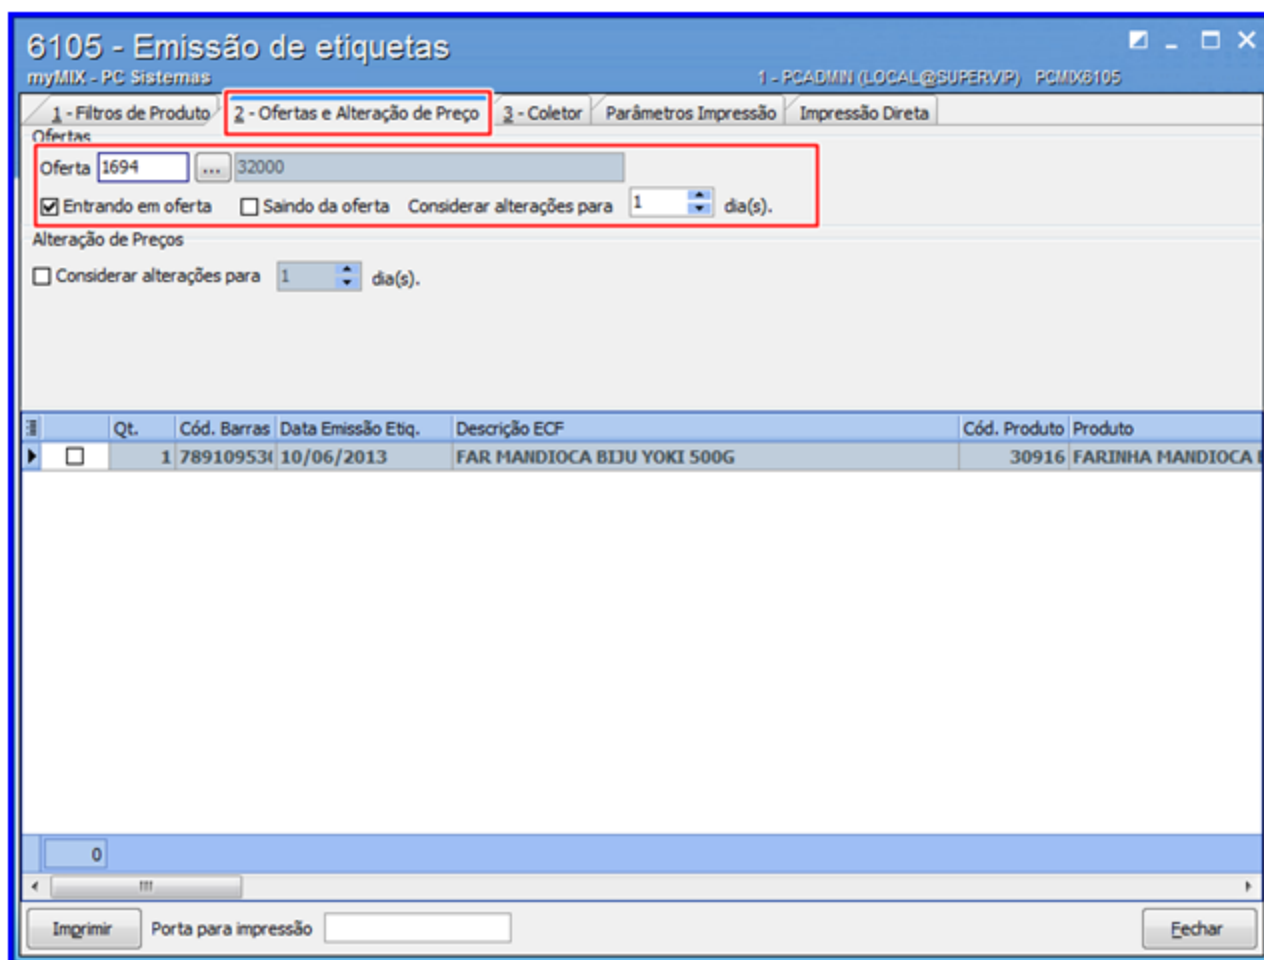 6105 - Emissão de etiquetas
myMIX - PC Sistemas
1 - PCADMIN (LOCAL@SUPERVIP) PCMIX6105
1 - Filtros de Produto 2 - Ofertas e Alteração de Preço 3 - Coletor Parâmetros Impressão Impressão Direta
Ofertas
Oferta 1694 ... 32000
Entrando em oferta Saindo da oferta Considerar alterações para 1 dia(s).
Alteração de Preços
Considerar alterações para 1 dia(s).
Qt. Cód. Barras Data Emissão Etiq. Descrição ECF Cód. Produto Produto
1 789109530 10/06/2013 FAR MANDIOCA BIJU YOKI 500G 30916 FARINHA MANDIOCA
0
Imprimir Porta para impressão Fechar